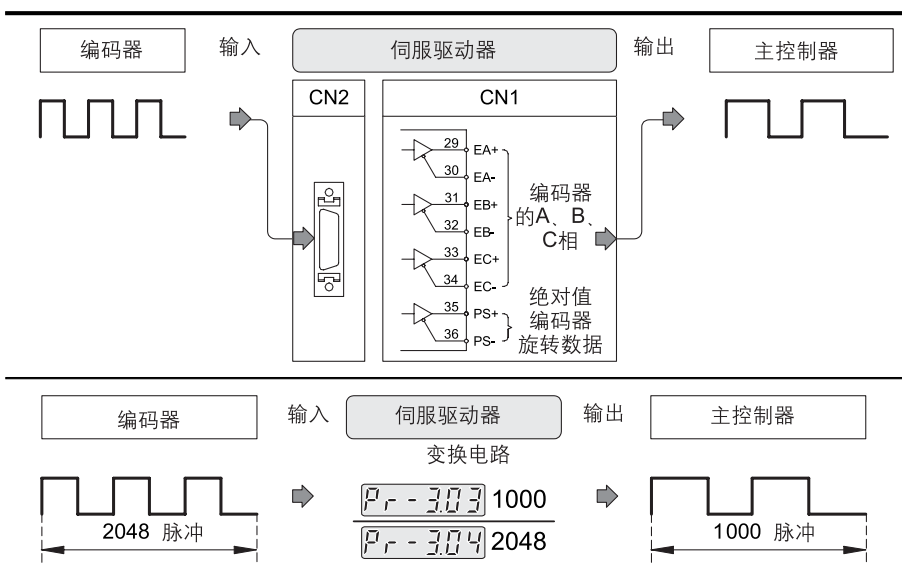 编码器 输入 伺服驱动器 输出 主控制器
CN2 CN1
29 EA+
30 EA-
31 EB+
32 EB-
33 EC+
34 EC-
编码器
的A、B、
C相
35 PS+
36 PS-
绝对值
编码器
旋转数据
编码器 输入 伺服驱动器 输出 主控制器
变换电路
Pr-3.03 1000
Pr-3.04 2048
2048 脉冲
1000 脉冲